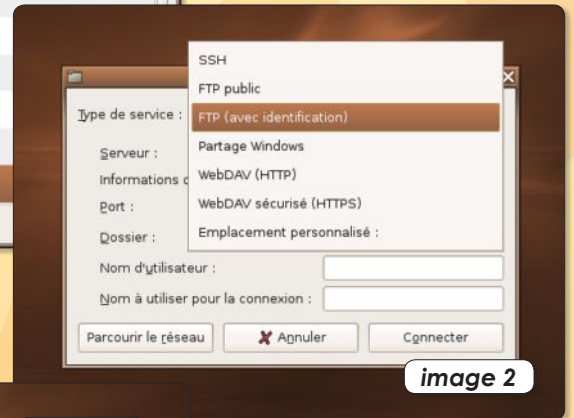 SSH
FTP public
Type de service :
FTP (avec identification)
Serveur :
Partage Windows
Informations
WebDAV (HTTP)
Port :
WebDAV sécurisé (HTTPS)
Dossier :
Emplacement personnalisé :
Nom d'utilisateur :
Nom à utiliser pour la connexion :
Parcourir le réseau
Annuler
Connecter
image 2